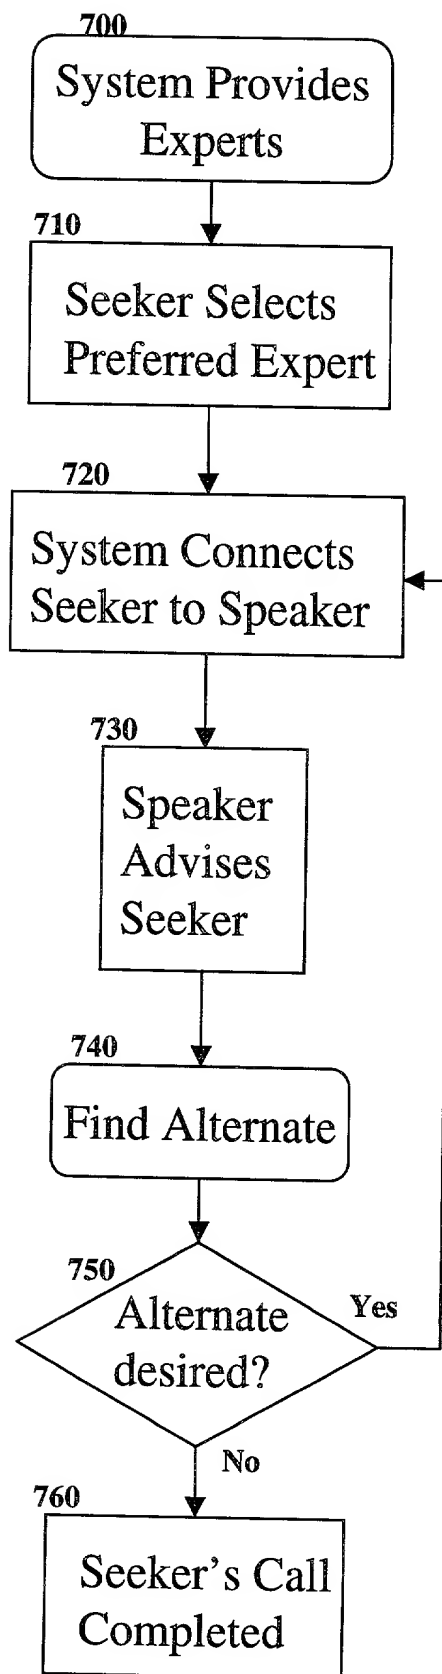 700
System Provides
Experts
710
Seeker Selects
Preferred Expert
720
System Connects
Seeker to Speaker
730
Speaker
Advises
Seeker
740
Find Alternate
750
Alternate
desired?
Yes
No
760
Seeker's Call
Completed